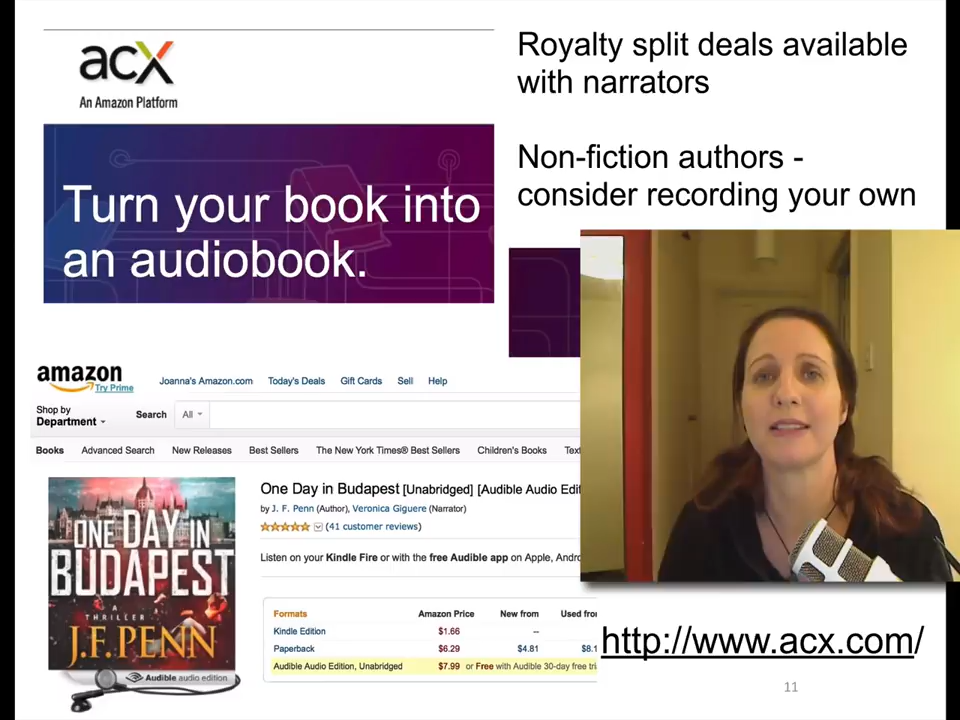 acx
An Amazon Platform
Turn your book into
an audiobook.
Royalty split deals available
with narrators
Non-fiction authors -
consider recording your own
amazon
Try Prime
Joanna's Amazon.com Today's Deals Gift Cards Sell Help
Shop by
Department
Search All
Books Advanced Search New Releases Best Sellers The New York Times® Best Sellers Children's Books
ONE DAY IN
BUDAPEST
A
THRILLER
J.F. PENN
Audible audio edition
One Day in Budapest [Unabridged] [Audible Audio Edi
by J. F. Penn (Author), Veronica Giguere (Narrator)
(41 customer reviews)
Listen on your Kindle Fire or with the free Audible app on Apple, Andro
Formats Amazon Price New from Used from
Kindle Edition $1.66 --
Paperback $6.29 $4.81 $8.1
Audible Audio Edition, Unabridged $7.99 or Free with Audible 30-day free tri
http://www.acx.com/
11